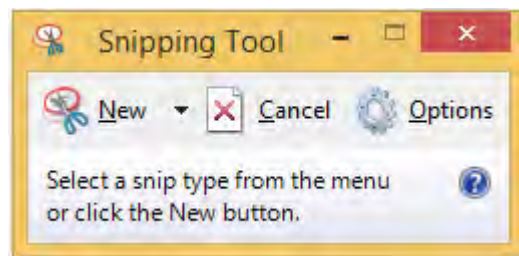 Snipping Tool
New Cancel Options
Select a snip type from the menu
or click the New button.